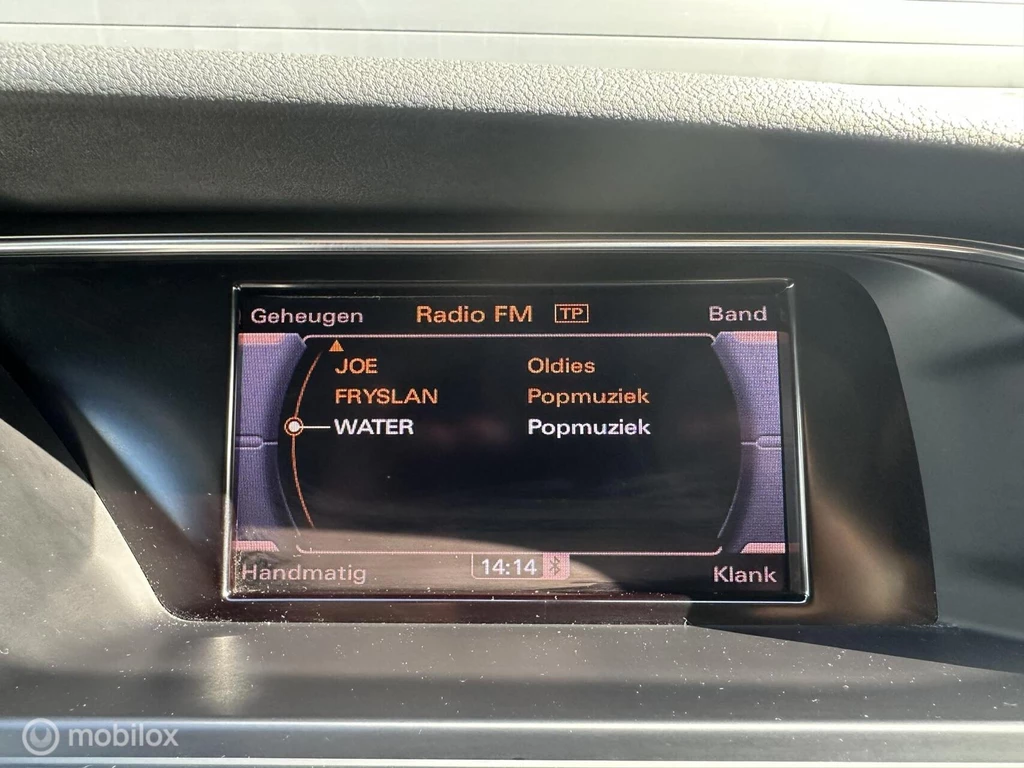 Geheugen Radio FM TP Band
JOE Oldies
FRYSLAN Popmuziek
WATER Popmuziek
Handmatig 14:14 Klank
mobilox